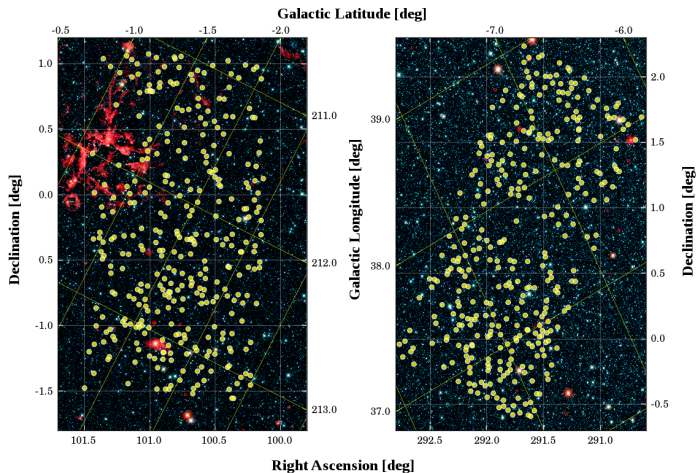 Galactic Latitude [deg]
-0.5 -1.0 -1.5 -2.0 -7.0 -6.0
1.0 2.0
211.0
39.0
0.5 1.5
0.0 1.0
Declination [deg] Galactic Longitude [deg] Declination [deg]
-0.5 212.0 38.0 0.5
-1.0 0.0
-1.5 -0.5
213.0 37.0
101.5 101.0 100.5 100.0 292.5 292.0 291.5 291.0
Right Ascension [deg]